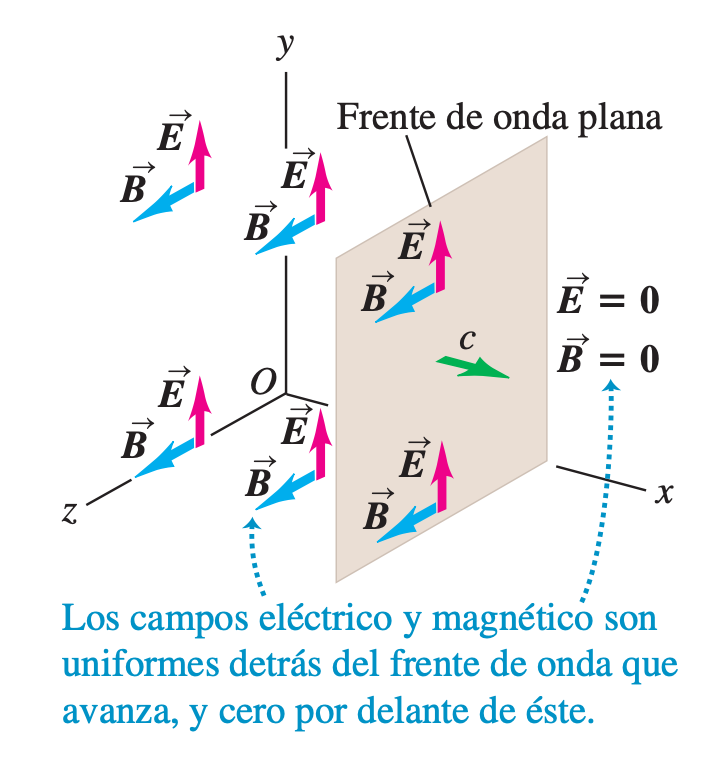 y
Frente de onda plana
E⃗
B⃗
E⃗
B⃗
E⃗
B⃗
E⃗ = 0
B⃗ = 0
c
O
E⃗
B⃗
E⃗
B⃗
E⃗
B⃗
x
z
Los campos eléctrico y magnético son
uniformes detrás del frente de onda que
avanza, y cero por delante de éste.